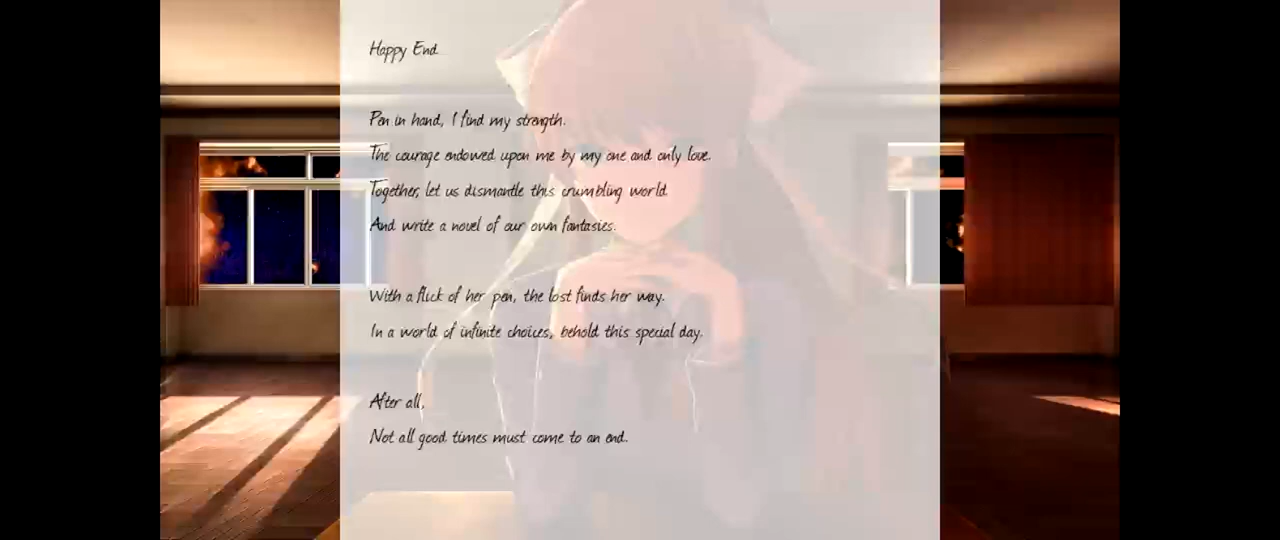 Happy End
Pen in hand, I find my strength.
The courage endowed upon me by my one and only love.
Together, let us dismantle this crumbling world
And write a novel of our own fantasies.
With a flick of her pen, the lost finds her way.
In a world of infinite choices, behold this special day.
After all,
Not all good times must come to an end.